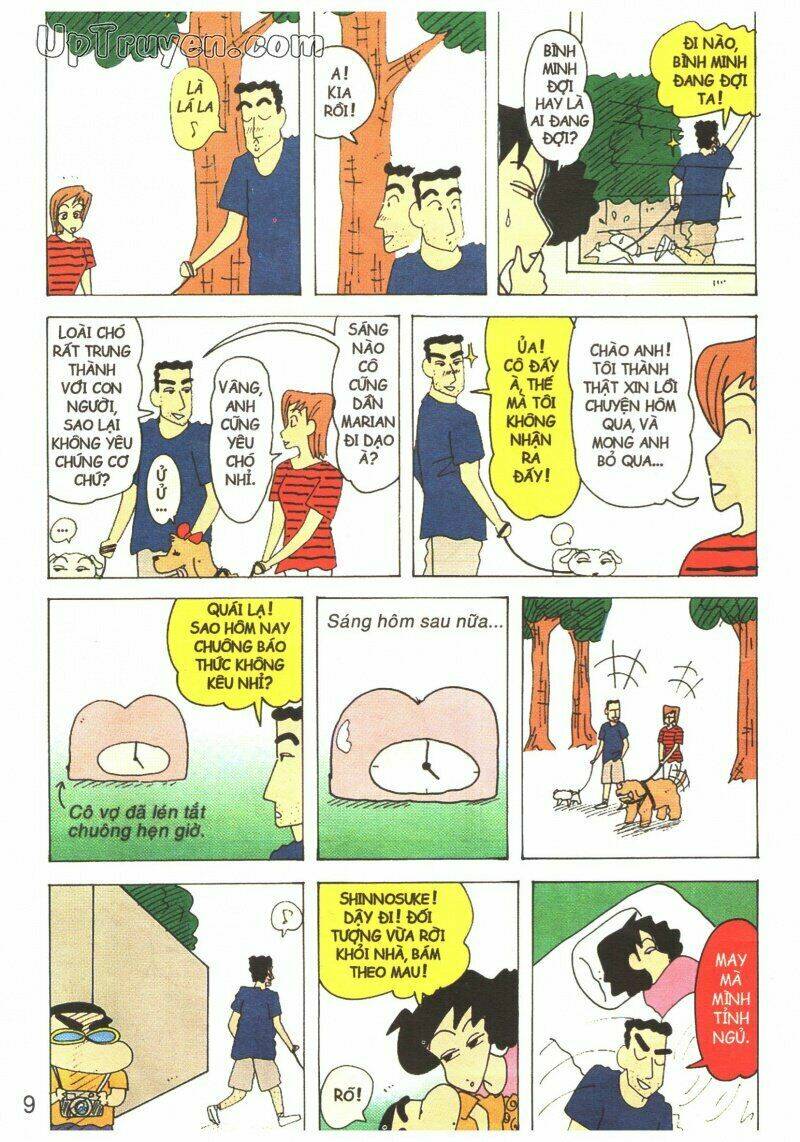 UpTruyen.com
ĐI NÀO,
BÌNH MINH
ĐANG ĐỢI
TA!
BÌNH
MINH
ĐỢI
HAY LÀ
AI ĐANG
ĐỢI?
A!
KIA
RỒI!
LÀ
LÁ LA
CHÀO ANH!
TÔI THÀNH
THẬT XIN LỖI
CHUYỆN HÔM
QUA, VÀ
MONG ANH
BỎ QUA...
ỦA!
CÔ ĐẤY
À, THẾ
MÀ TÔI
KHÔNG
NHẬN
RA
ĐẤY!
...
SÁNG
NÀO
CÔ
CŨNG
DẪN
MARIAN
ĐI DẠO
À?
VÂNG,
ANH
CŨNG
YÊU
CHÓ
NHỈ.
LOÀI CHÓ
RẤT TRUNG
THÀNH
VỚI CON
NGƯỜI,
SAO LẠI
KHÔNG YÊU
CHÚNG CƠ
CHỨ?
Ử
Ử
...
...
Sáng hôm sau nữa...
QUÁI LẠ!
SAO HÔM NAY
CHUÔNG BÁO
THỨC KHÔNG
KÊU NHỈ?
Cô vợ đã lén tắt
chuông hẹn giờ.
MAY
MÀ
MÌNH
TỈNH
NGỦ.
SHINNOSUKE!
DẬY ĐI! ĐỐI
TƯỢNG VỪA RỜI
KHỎI NHÀ, BÁM
THEO MAU!
RỐ!
9